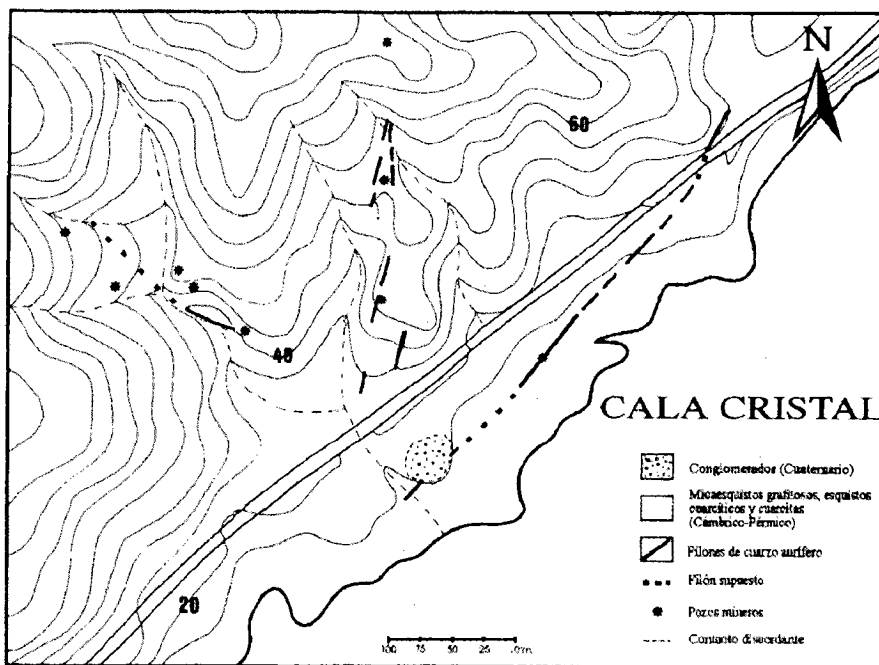 N
60
40
20
CALA CRISTAL
Conglomerados (Cuaternario)
Micaesquistos grafitosos, esquistos
cuarcíticos y cuarcitas
(Cámbrico-Pérmico)
Filones de cuarzo aurífero
Filón supuesto
Pozos mineros
Contacto discordante
100 75 50 25 0 m.